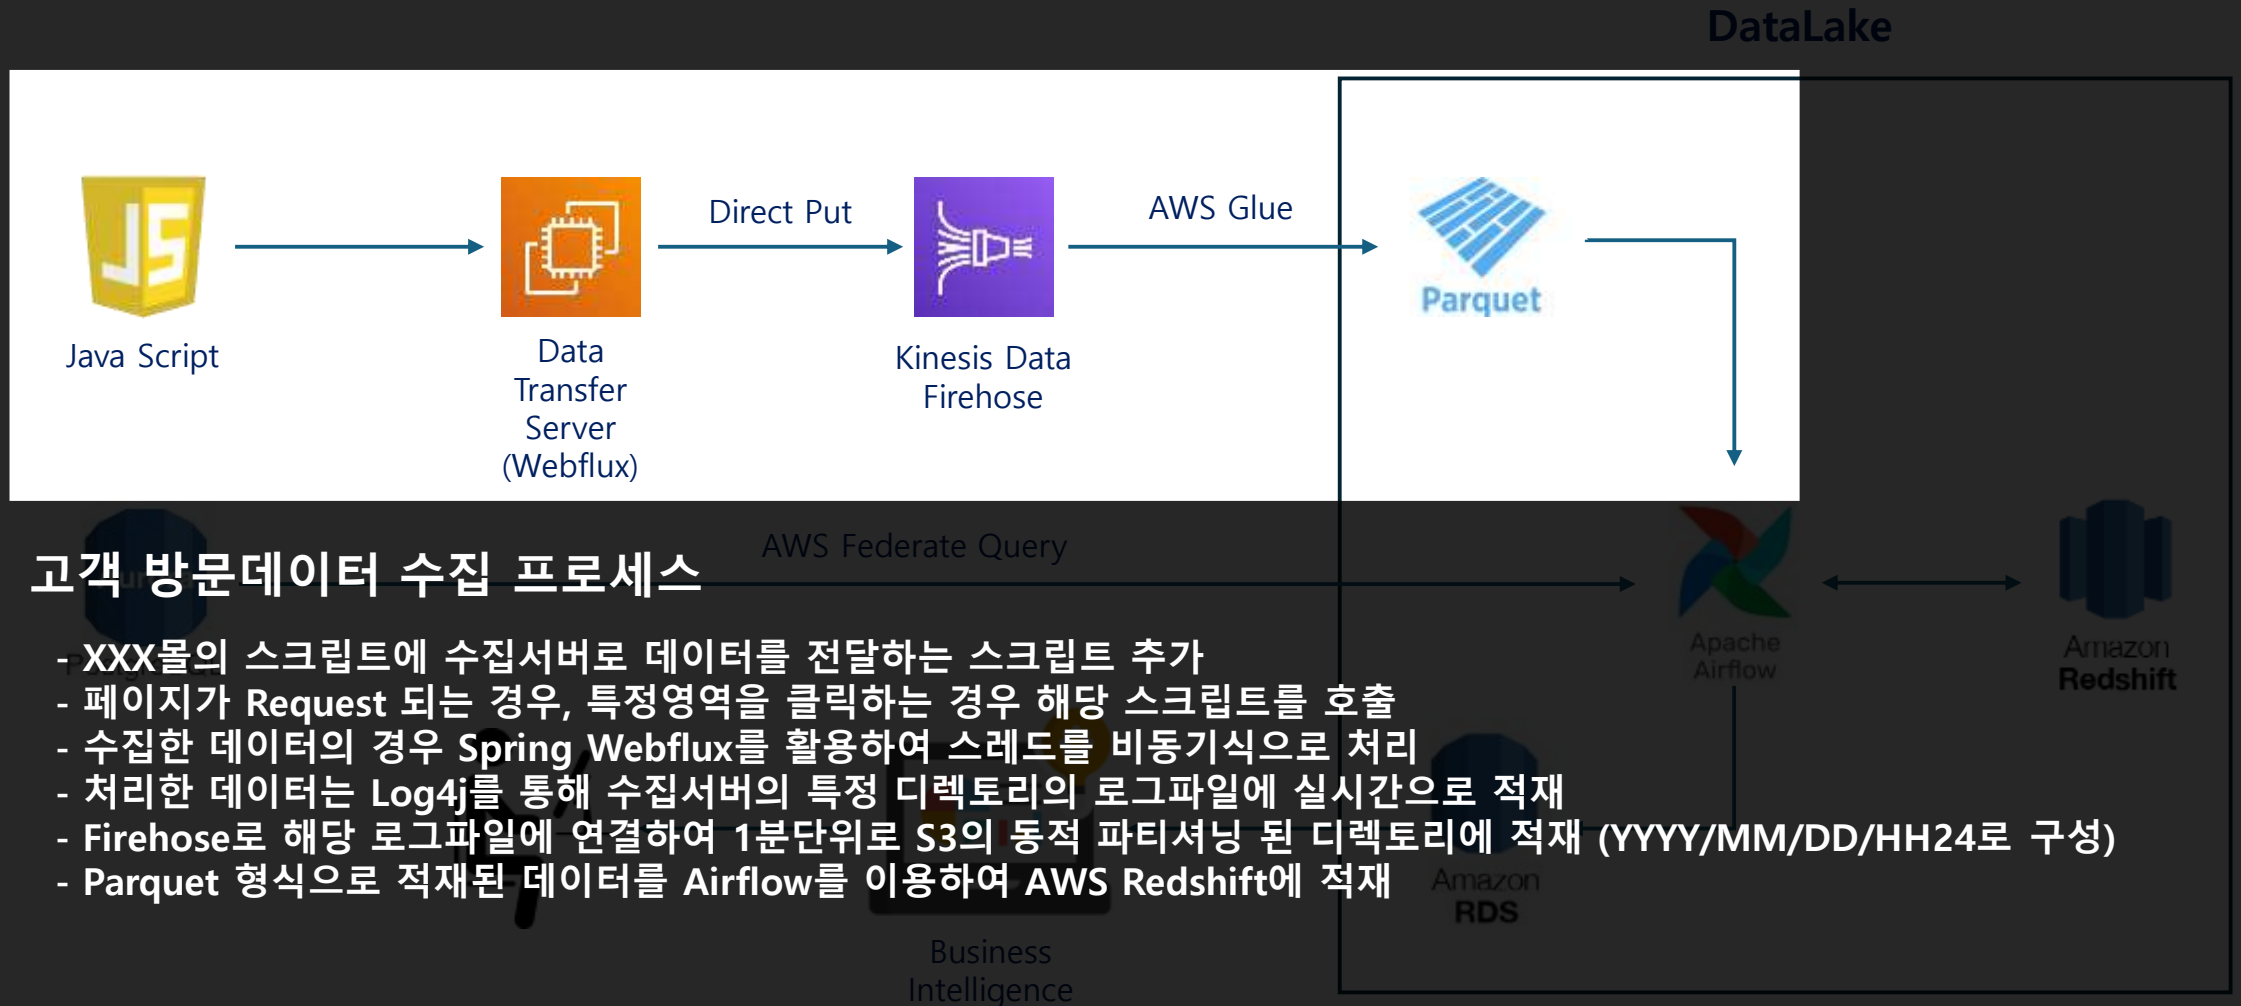 DataLake
JS
Java Script
Data
Transfer
Server
(Webflux)
Direct Put
Kinesis Data
Firehose
AWS Glue
Parquet
AWS Federate Query
고객 방문데이터 수집 프로세스
- XXX몰의 스크립트에 수집서버로 데이터를 전달하는 스크립트 추가
- 페이지가 Request 되는 경우, 특정영역을 클릭하는 경우 해당 스크립트를 호출
- 수집한 데이터의 경우 Spring Webflux를 활용하여 스레드를 비동기식으로 처리
- 처리한 데이터는 Log4j를 통해 수집서버의 특정 디렉토리의 로그파일에 실시간으로 적재
- Firehose로 해당 로그파일에 연결하여 1분단위로 S3의 동적 파티셔닝 된 디렉토리에 적재 (YYYY/MM/DD/HH24로 구성)
- Parquet 형식으로 적재된 데이터를 Airflow를 이용하여 AWS Redshift에 적재
Apache
Airflow
Amazon
Redshift
Amazon
RDS
Business
Intelligence